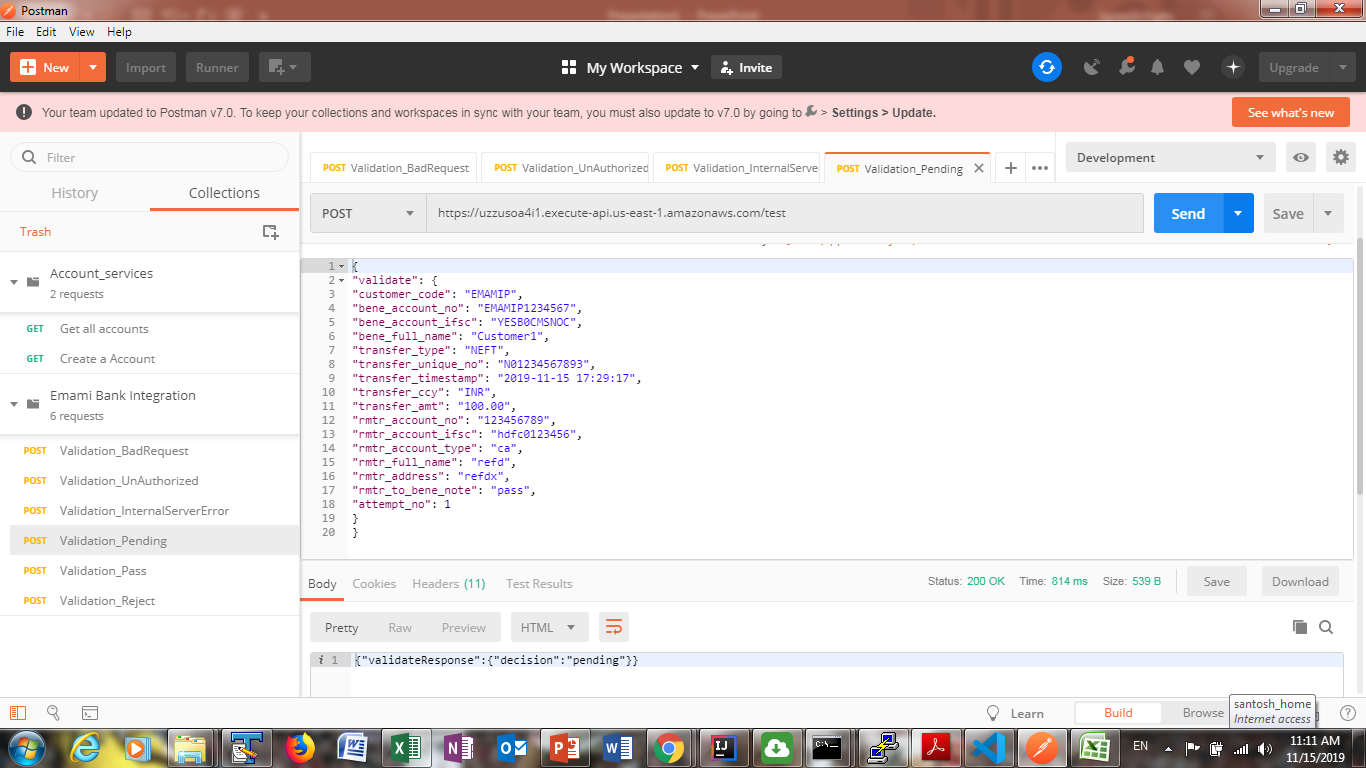 Postman
File Edit View Help
New Import Runner My Workspace Invite Upgrade
Your team updated to Postman v7.0. To keep your collections and workspaces in sync with your team, you must also update to v7.0 by going to > Settings > Update. See what's new
Filter
History Collections
Trash
Account_services
2 requests
GET Get all accounts
GET Create a Account
Emami Bank Integration
6 requests
POST Validation_BadRequest
POST Validation_UnAuthorized
POST Validation_InternalServerError
POST Validation_Pending
POST Validation_Pass
POST Validation_Reject
POST Validation_BadRequest POST Validation_UnAuthorized POST Validation_InternalServe POST Validation_Pending Development
POST https://uzzusoa4i1.execute-api.us-east-1.amazonaws.com/test Send Save
1 {
2 "validate": {
3 "customer_code": "EMAMIP",
4 "bene_account_no": "EMAMIP1234567",
5 "bene_account_ifsc": "YESB0CMSNOC",
6 "bene_full_name": "Customer1",
7 "transfer_type": "NEFT",
8 "transfer_unique_no": "N01234567893",
9 "transfer_timestamp": "2019-11-15 17:29:17",
10 "transfer_ccy": "INR",
11 "transfer_amt": "100.00",
12 "rmtr_account_no": "123456789",
13 "rmtr_account_ifsc": "hdfc0123456",
14 "rmtr_account_type": "ca",
15 "rmtr_full_name": "refd",
16 "rmtr_address": "refdx",
17 "rmtr_to_bene_note": "pass",
18 "attempt_no": 1
19 }
20 }
Body Cookies Headers (11) Test Results Status: 200 OK Time: 814 ms Size: 539 B Save Download
Pretty Raw Preview HTML
i 1 {"validateResponse":{"decision":"pending"}}
Learn Build Browse
santosh_home
Internet access
EN 11:11 AM
11/15/2019